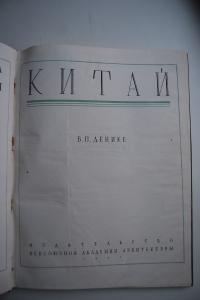 КИТАЙ
Б.П. ДЕНИКЕ
ИЗДАТЕЛЬСТВО
ВСЕСОЮЗНОЙ АКАДЕМИИ АРХИТЕКТУРЫ